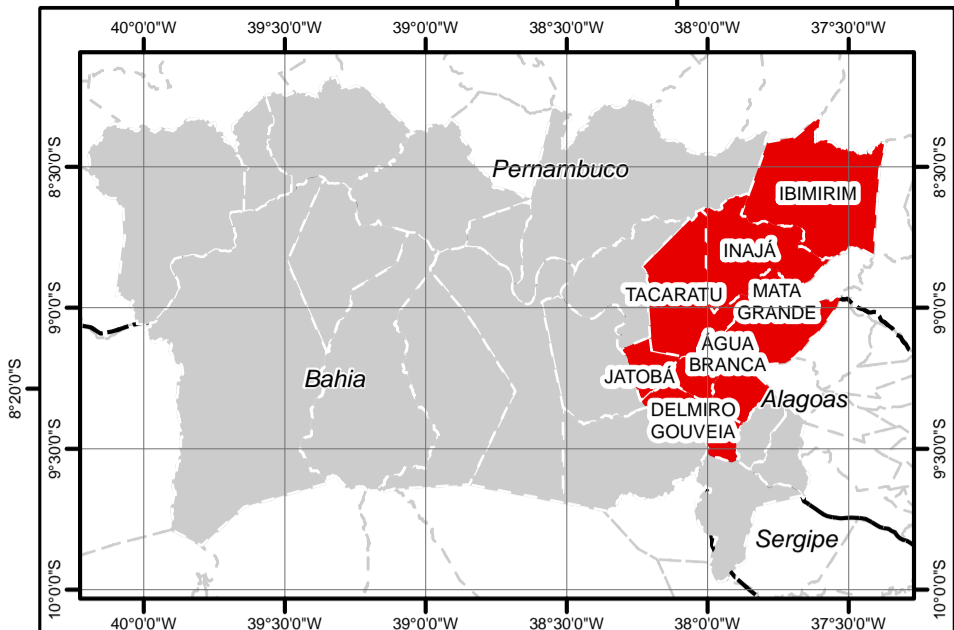 40°0'0"W 39°30'0"W 39°0'0"W 38°30'0"W 38°0'0"W 37°30'0"W
8°30'0"S
8°30'0"S
Pernambuco
IBIMIRIM
INAJÁ
TACARATU
MATA
GRANDE
9°0'0"S
9°0'0"S
ÁGUA
BRANCA
JATOBÁ
Bahia
8°20'0"S
Alagoas
DELMIRO
GOUVEIA
9°30'0"S
9°30'0"S
Sergipe
10°0'0"S
10°0'0"S
40°0'0"W 39°30'0"W 39°0'0"W 38°30'0"W 38°0'0"W 37°30'0"W